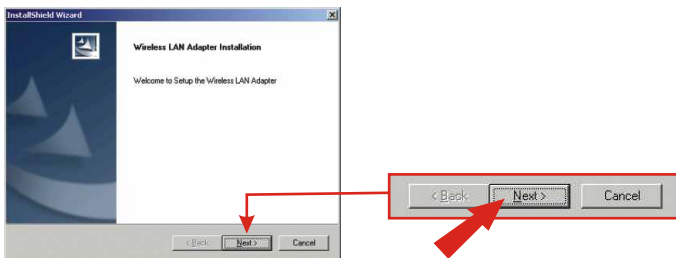 InstallShield Wizard
Wireless LAN Adapter Installation
Welcome to Setup the Wireless LAN Adapter
< Back Next > Cancel
< Back Next > Cancel